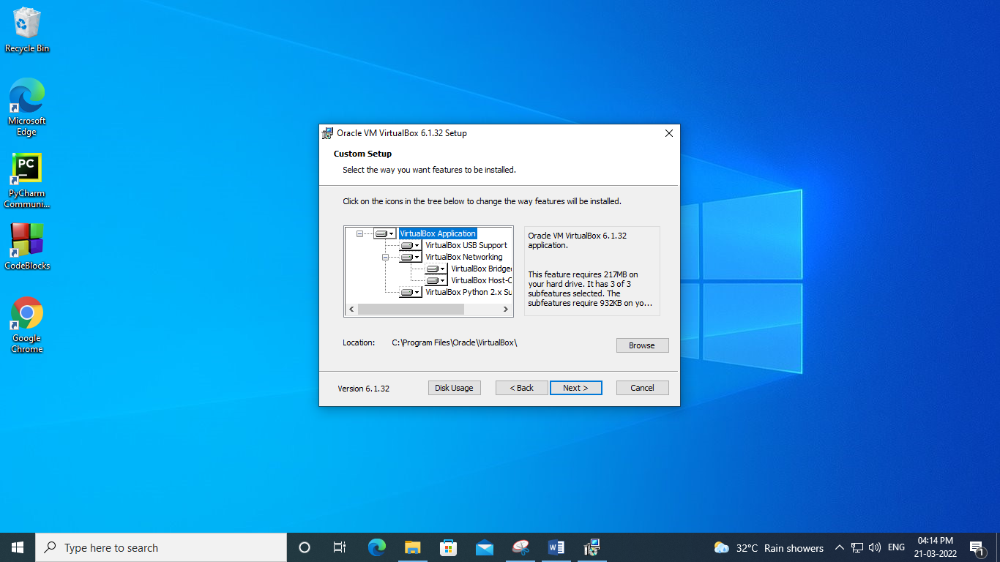 Recycle Bin
Microsoft
Edge
PC
PyCharm
Communi...
CodeBlocks
Google
Chrome
Oracle VM VirtualBox 6.1.32 Setup
Custom Setup
Select the way you want features to be installed.
Click on the icons in the tree below to change the way features will be installed.
VirtualBox Application
VirtualBox USB Support
VirtualBox Networking
VirtualBox Bridge
VirtualBox Host-
VirtualBox Python 2.x Su
Oracle VM VirtualBox 6.1.32
application.
This feature requires 217MB on
your hard drive. It has 3 of 3
subfeatures selected. The
subfeatures require 932KB on yo...
Location: C:\Program Files\Oracle\VirtualBox\
Browse
Version 6.1.32
Disk Usage
< Back
Next >
Cancel
Type here to search
32°C Rain showers
ENG
04:14 PM
21-03-2022
1